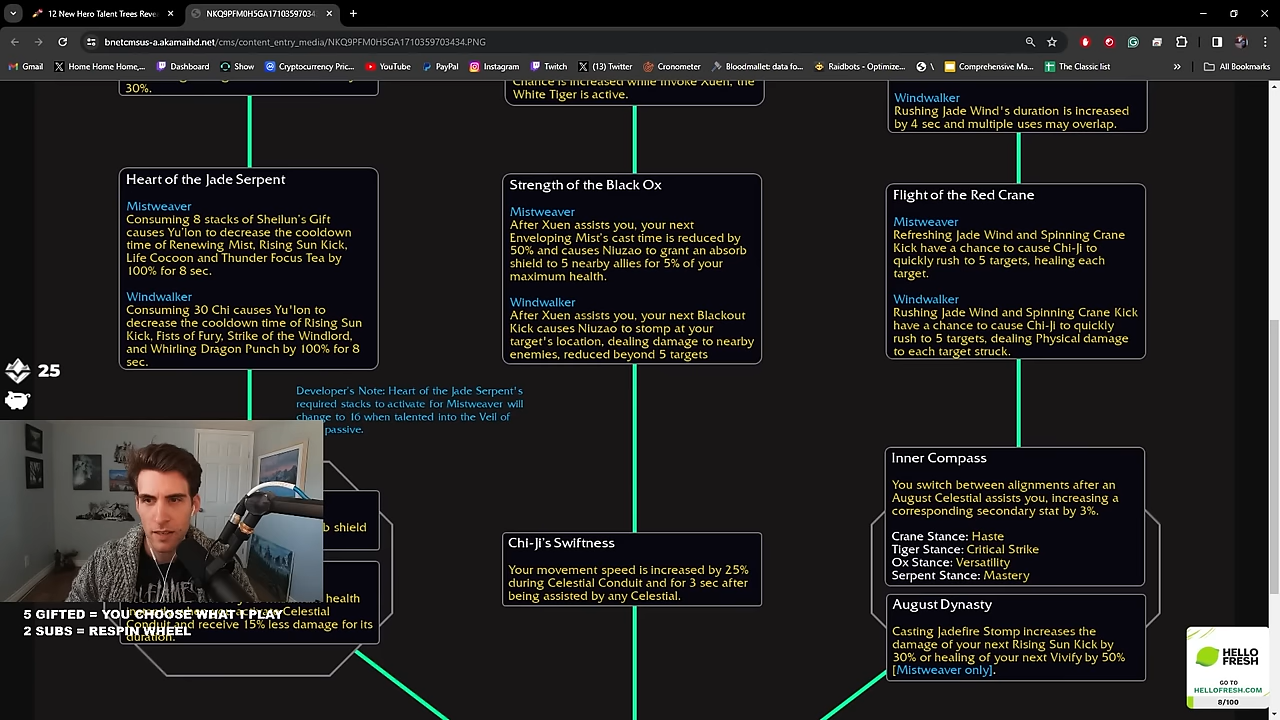 12 New Hero Talent Trees Revea
NKQ9PFM0H5GA1710359703434.
bnetcmsus-a.akamaihd.net/cms/content_entry_media/NKQ9PFM0H5GA1710359703434.PNG
Gmail
Home Home Home,...
Dashboard
Show
Cryptocurrency Pric...
YouTube
PayPal
Instagram
Twitch
(13) Twitter
Cronometer
Bloodmallet: data fo...
Raidbots - Optimize...
\
Comprehensive Ma...
The Classic list
»
All Bookmarks
30%.
Chance is increased while Invoke Xuen, the
White Tiger is active.
Windwalker
Rushing Jade Wind's duration is increased
by 4 sec and multiple uses may overlap.
Heart of the Jade Serpent
Mistweaver
Consuming 8 stacks of Sheilun's Gift
causes Yu'lon to decrease the cooldown
time of Renewing Mist, Rising Sun Kick,
Life Cocoon and Thunder Focus Tea by
100% for 8 sec.
Windwalker
Consuming 30 Chi causes Yu'lon to
decrease the cooldown time of Rising Sun
Kick, Fists of Fury, Strike of the Windlord,
and Whirling Dragon Punch by 100% for 8
sec.
Strength of the Black Ox
Mistweaver
After Xuen assists you, your next
Enveloping Mist's cast time is reduced by
50% and causes Niuzao to grant an absorb
shield to 5 nearby allies for 5% of your
maximum health.
Windwalker
After Xuen assists you, your next Blackout
Kick causes Niuzao to stomp at your
target's location, dealing damage to nearby
enemies, reduced beyond 5 targets
Flight of the Red Crane
Mistweaver
Refreshing Jade Wind and Spinning Crane
Kick have a chance to cause Chi-Ji to
quickly rush to 5 targets, healing each
target.
Windwalker
Rushing Jade Wind and Spinning Crane Kick
have a chance to cause Chi-Ji to quickly
rush to 5 targets, dealing Physical damage
to each target struck.
25
Developer's Note: Heart of the Jade Serpent's
required stacks to activate for Mistweaver will
change to 16 when talented into the Veil of
passive.
shield
health
Celestial
Conduit and receive 15% less damage for its
duration.
5 GIFTED = YOU CHOOSE WHAT I PLAY
2 SUBS = RESPIN WHEEL
Chi-Ji's Swiftness
Your movement speed is increased by 25%
during Celestial Conduit and for 3 sec after
being assisted by any Celestial.
Inner Compass
You switch between alignments after an
August Celestial assists you, increasing a
corresponding secondary stat by 3%.
Crane Stance: Haste
Tiger Stance: Critical Strike
Ox Stance: Versatility
Serpent Stance: Mastery
August Dynasty
Casting Jadefire Stomp increases the
damage of your next Rising Sun Kick by
30% or healing of your next Vivify by 50%
[Mistweaver only].
HELLO
FRESH
GO TO
HELLOFRESH.COM
8/100